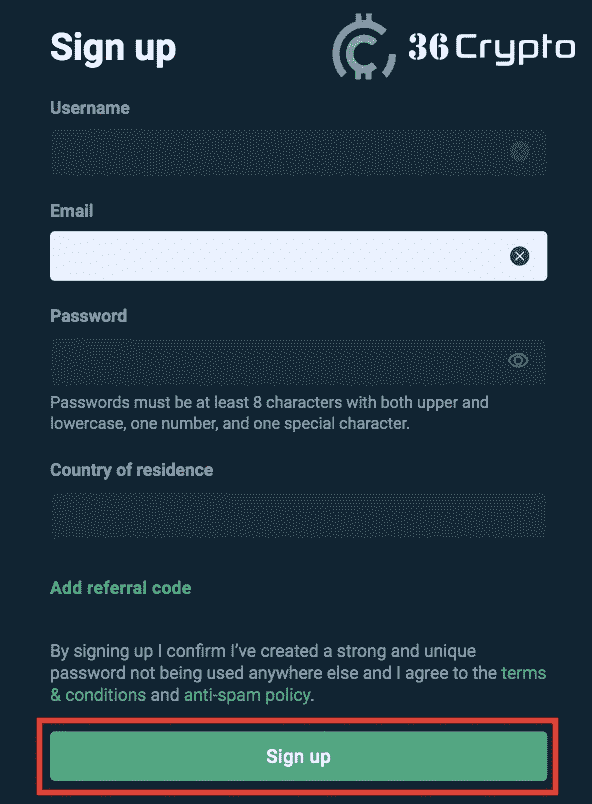 Sign up
36 Crypto
Username
Email
Password
Passwords must be at least 8 characters with both upper and
lowercase, one number, and one special character.
Country of residence
Add referral code
By signing up I confirm I've created a strong and unique
password not being used anywhere else and I agree to the terms
& conditions and anti-spam policy.
Sign up